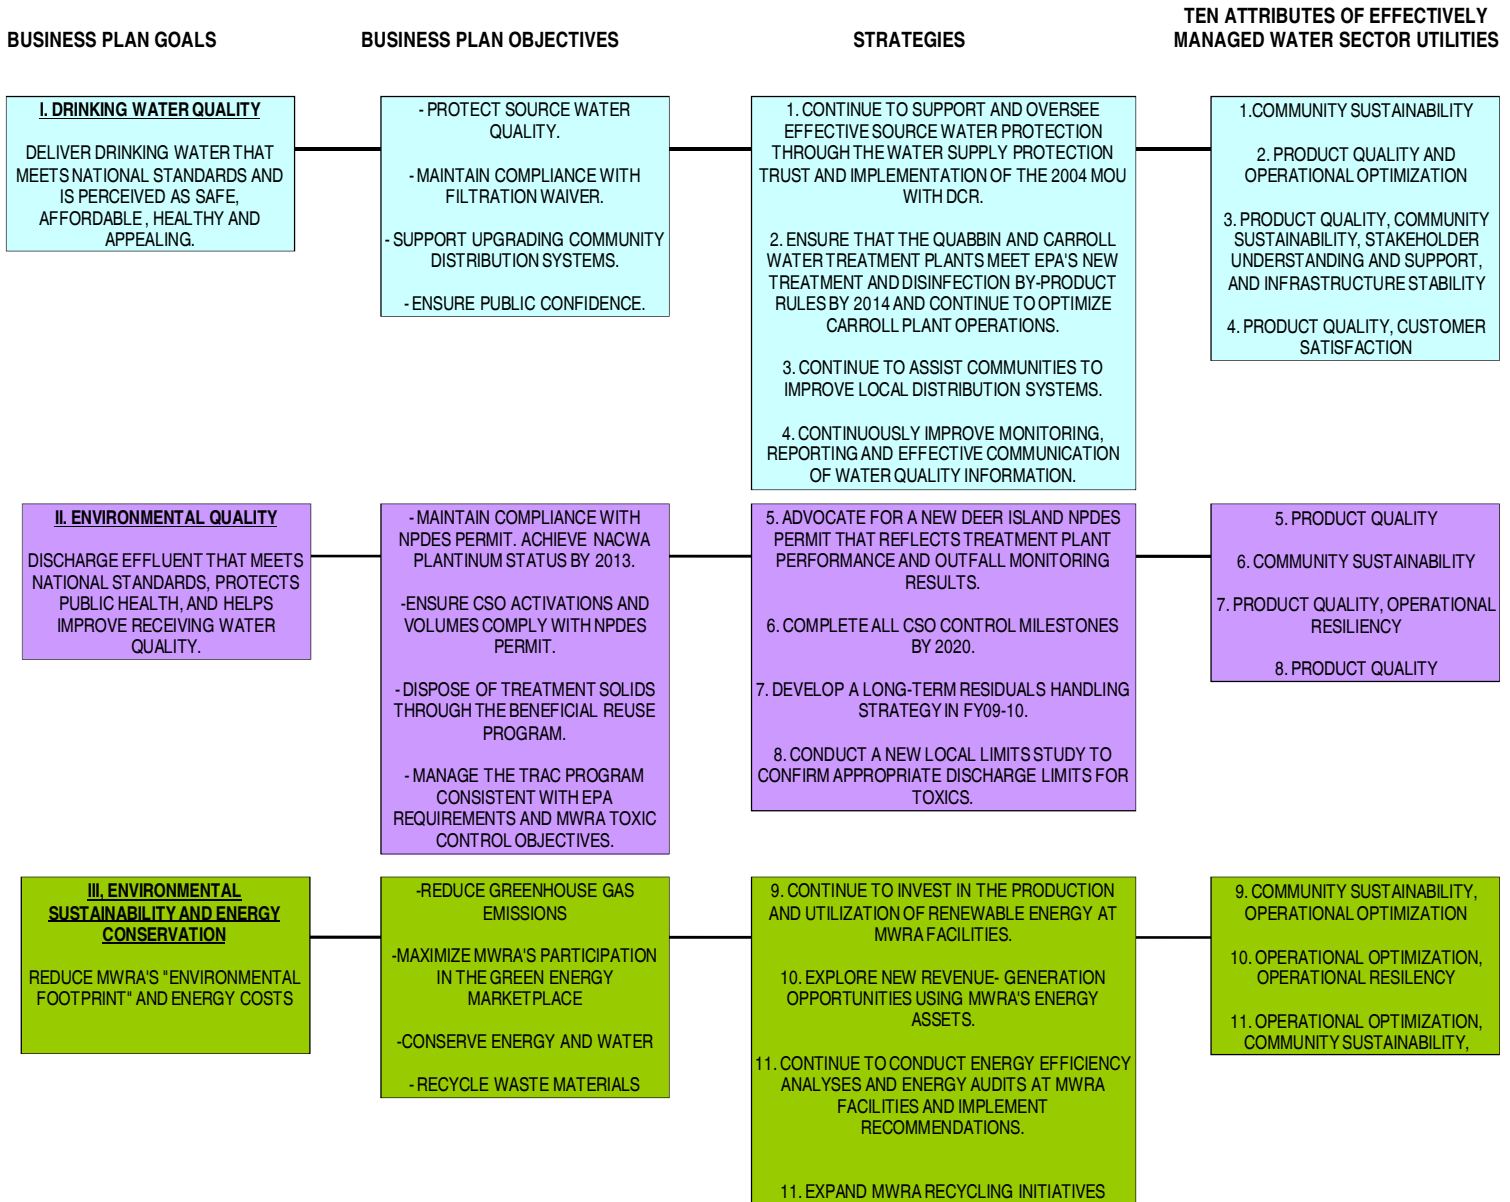 TEN ATTRIBUTES OF EFFECTIVELY
BUSINESS PLAN GOALS
BUSINESS PLAN OBJECTIVES
STRATEGIES
MANAGED WATER SECTOR UTILITIES
I. DRINKING WATER QUALITY
DELIVER DRINKING WATER THAT
MEETS NATIONAL STANDARDS AND
IS PERCEIVED AS SAFE,
AFFORDABLE, HEALTHY AND
APPEALING.
- PROTECT SOURCE WATER
QUALITY.
- MAINTAIN COMPLIANCE WITH
FILTRATION WAIVER.
- SUPPORT UPGRADING COMMUNITY
DISTRIBUTION SYSTEMS.
- ENSURE PUBLIC CONFIDENCE.
1. CONTINUE TO SUPPORT AND OVERSEE
EFFECTIVE SOURCE WATER PROTECTION
THROUGH THE WATER SUPPLY PROTECTION
TRUST AND IMPLEMENTATION OF THE 2004 MOU
WITH DCR.
2. ENSURE THAT THE QUABBIN AND CARROLL
WATER TREATMENT PLANTS MEET EPA'S NEW
TREATMENT AND DISINFECTION BY-PRODUCT
RULES BY 2014 AND CONTINUE TO OPTIMIZE
CARROLL PLANT OPERATIONS.
3. CONTINUE TO ASSIST COMMUNITIES TO
IMPROVE LOCAL DISTRIBUTION SYSTEMS.
4. CONTINUOUSLY IMPROVE MONITORING,
REPORTING AND EFFECTIVE COMMUNICATION
OF WATER QUALITY INFORMATION.
1.COMMUNITY SUSTAINABILITY
2. PRODUCT QUALITY AND
OPERATIONAL OPTIMIZATION
3. PRODUCT QUALITY, COMMUNITY
SUSTAINABILITY, STAKEHOLDER
UNDERSTANDING AND SUPPORT,
AND INFRASTRUCTURE STABILITY
4. PRODUCT QUALITY, CUSTOMER
SATISFACTION
II. ENVIRONMENTAL QUALITY
DISCHARGE EFFLUENT THAT MEETS
NATIONAL STANDARDS, PROTECTS
PUBLIC HEALTH, AND HELPS
IMPROVE RECEIVING WATER
QUALITY.
- MAINTAIN COMPLIANCE WITH
NPDES PERMIT. ACHIEVE NACWA
PLANTINUM STATUS BY 2013.
-ENSURE CSO ACTIVATIONS AND
VOLUMES COMPLY WITH NPDES
PERMIT.
- DISPOSE OF TREATMENT SOLIDS
THROUGH THE BENEFICIAL REUSE
PROGRAM.
- MANAGE THE TRAC PROGRAM
CONSISTENT WITH EPA
REQUIREMENTS AND MWRA TOXIC
CONTROL OBJECTIVES.
5. ADVOCATE FOR A NEW DEER ISLAND NPDES
PERMIT THAT REFLECTS TREATMENT PLANT
PERFORMANCE AND OUTFALL MONITORING
RESULTS.
6. COMPLETE ALL CSO CONTROL MILESTONES
BY 2020.
7. DEVELOP A LONG-TERM RESIDUALS HANDLING
STRATEGY IN FY09-10.
8. CONDUCT A NEW LOCAL LIMITS STUDY TO
CONFIRM APPROPRIATE DISCHARGE LIMITS FOR
TOXICS.
5. PRODUCT QUALITY
6. COMMUNITY SUSTAINABILITY
7. PRODUCT QUALITY, OPERATIONAL
RESILIENCY
8. PRODUCT QUALITY
III, ENVIRONMENTAL
SUSTAINABILITY AND ENERGY
CONSERVATION
REDUCE MWRA'S "ENVIRONMENTAL
FOOTPRINT" AND ENERGY COSTS
-REDUCE GREENHOUSE GAS
EMISSIONS
-MAXIMIZE MWRA'S PARTICIPATION
IN THE GREEN ENERGY
MARKETPLACE
-CONSERVE ENERGY AND WATER
- RECYCLE WASTE MATERIALS
9. CONTINUE TO INVEST IN THE PRODUCTION
AND UTILIZATION OF RENEWABLE ENERGY AT
MWRA FACILITIES.
10. EXPLORE NEW REVENUE- GENERATION
OPPORTUNITIES USING MWRA'S ENERGY
ASSETS.
11. CONTINUE TO CONDUCT ENERGY EFFICIENCY
ANALYSES AND ENERGY AUDITS AT MWRA
FACILITIES AND IMPLEMENT
RECOMMENDATIONS.
11. EXPAND MWRA RECYCLING INITIATIVES
9. COMMUNITY SUSTAINABILITY,
OPERATIONAL OPTIMIZATION
10. OPERATIONAL OPTIMIZATION,
OPERATIONAL RESILENCY
11. OPERATIONAL OPTIMIZATION,
COMMUNITY SUSTAINABILITY,